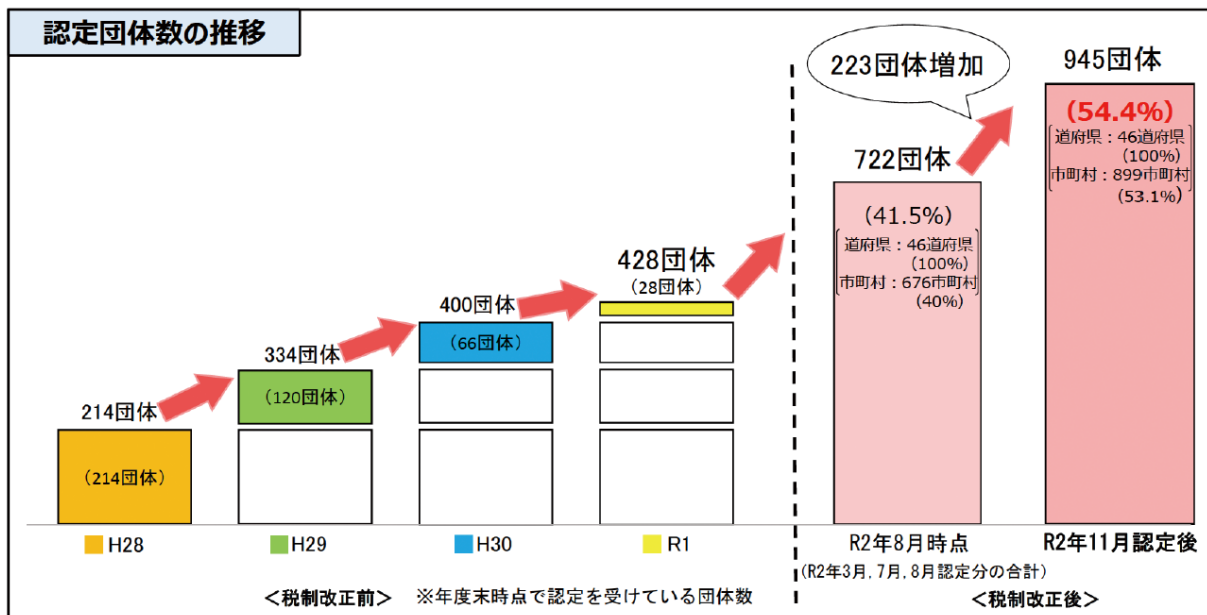 認定団体数の推移
214団体
(214団体)
334団体
(120団体)
400団体
(66団体)
428団体
(28団体)
223団体増加
722団体
(41.5%)
道府県:46道府県
(100%)
市町村:676市町村
(40%)
945団体
(54.4%)
道府県:46道府県
(100%)
市町村:899市町村
(53.1%)
H28
H29
H30
R1
R2年8月時点
(R2年3月,7月,8月認定分の合計)
R2年11月認定後
<税制改正前> ※年度末時点で認定を受けている団体数
<税制改正後>